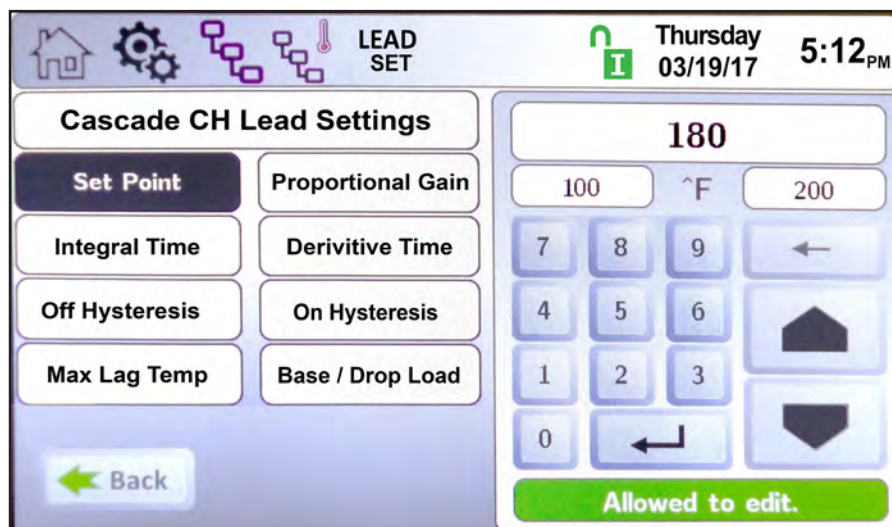 LEAD
SET
Thursday
03/19/17
5:12 PM
Cascade CH Lead Settings
Set Point
Proportional Gain
Integral Time
Derivitive Time
Off Hysteresis
On Hysteresis
Max Lag Temp
Base / Drop Load
Back
180
100
^F
200
7
8
9
4
5
6
1
2
3
0
Allowed to edit.